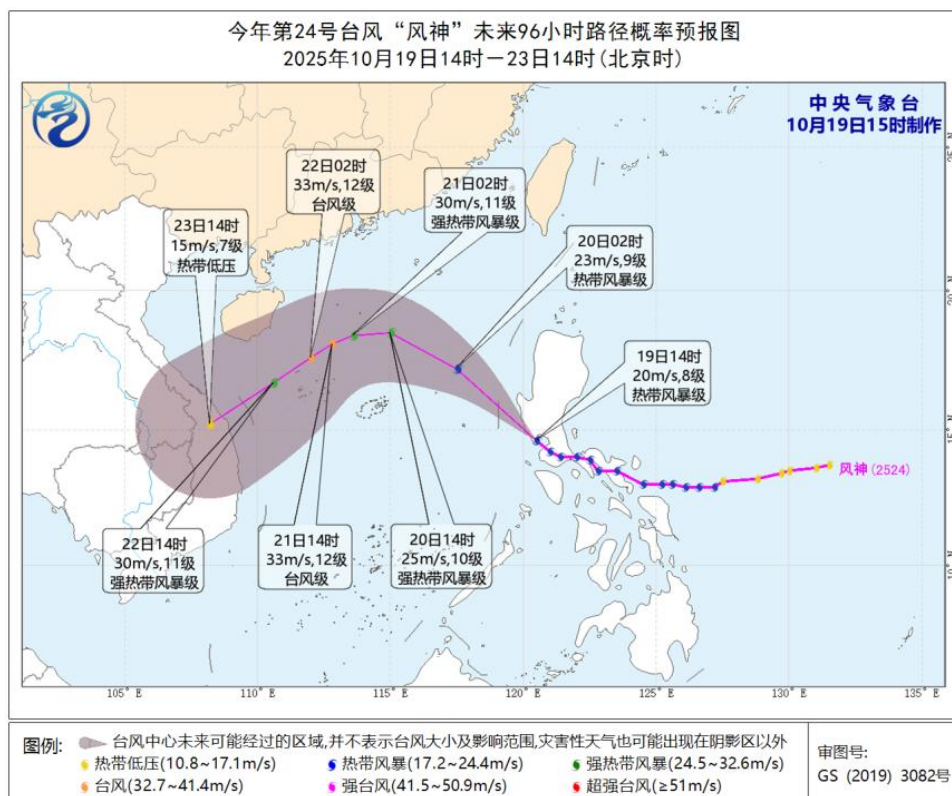 今年第24号台风“风神”未来96小时路径概率预报图
2025年10月19日14时－23日14时(北京时)
中央气象台
10月19日15时制作
22日02时
33m/s,12级
台风级
21日02时
30m/s,11级
强热带风暴级
23日14时
15m/s,7级
热带低压
20日02时
23m/s,9级
热带风暴级
19日14时
20m/s,8级
热带风暴级
风神(2524)
22日14时
30m/s,11级
强热带风暴级
21日14时
33m/s,12级
台风级
20日14时
25m/s,10级
强热带风暴级
105° E
110° E
115° E
120° E
125° E
130° E
135° E
图例:
台风中心未来可能经过的区域,并不表示台风大小及影响范围,灾害性天气也可能出现在阴影区以外
热带低压(10.8~17.1m/s)
热带风暴(17.2~24.4m/s)
强热带风暴(24.5~32.6m/s)
台风(32.7~41.4m/s)
强台风(41.5~50.9m/s)
超强台风(≥51m/s)
审图号:
GS (2019) 3082号